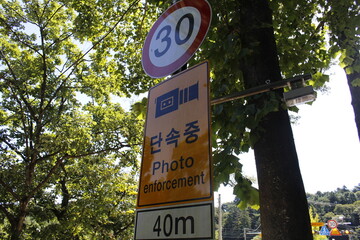 30
단속중
Photo
enforcement
40m